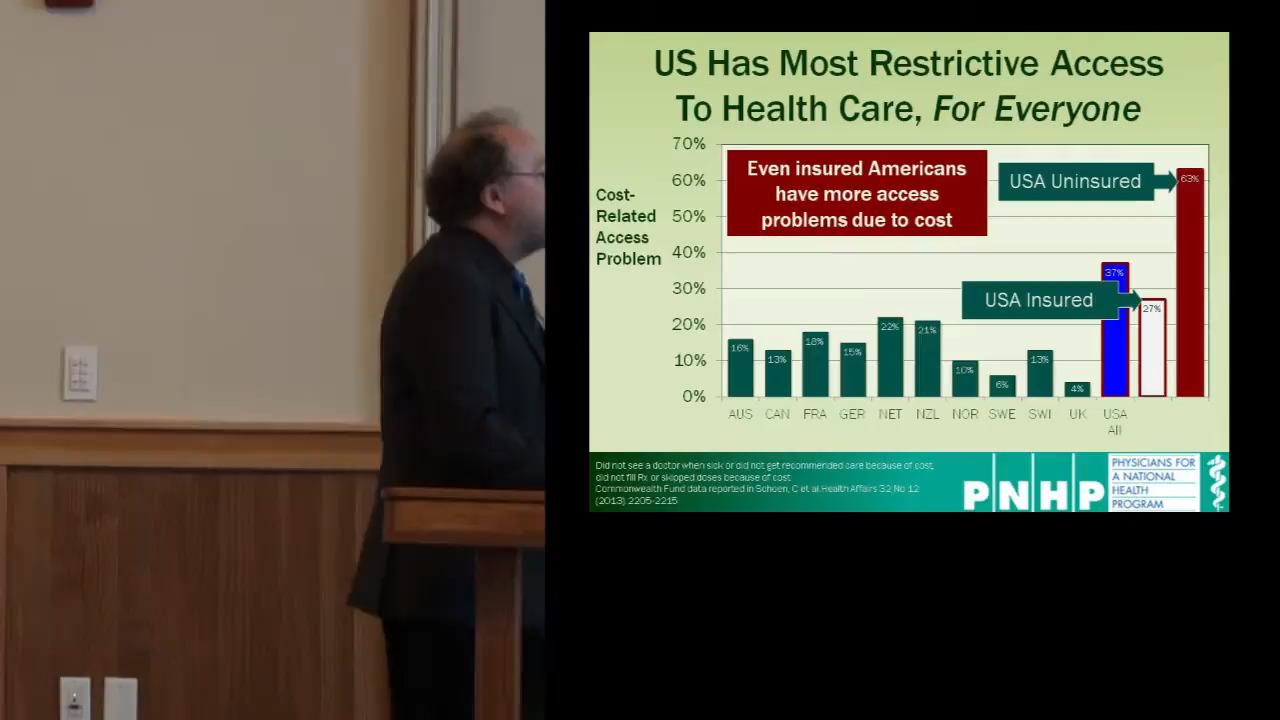 US Has Most Restrictive Access
To Health Care, For Everyone
Cost-
Related
Access
Problem
70%
60%
50%
40%
30%
20%
10%
0%
Even insured Americans
have more access
problems due to cost
USA Uninsured
USA Insured
16%
13%
18%
15%
22%
21%
10%
6%
13%
4%
37%
27%
63%
AUS CAN FRA GER NET NZL NOR SWE SWI UK USA
All
Did not see a doctor when sick or did not get recommended care because of cost,
did not fill Rx or skipped doses because of cost
Commonwealth Fund data reported in Schoen, C et al Health Affairs 32, No 12
(2013) 2205-2215
PNHP
PHYSICIANS FOR
A NATIONAL
HEALTH
PROGRAM